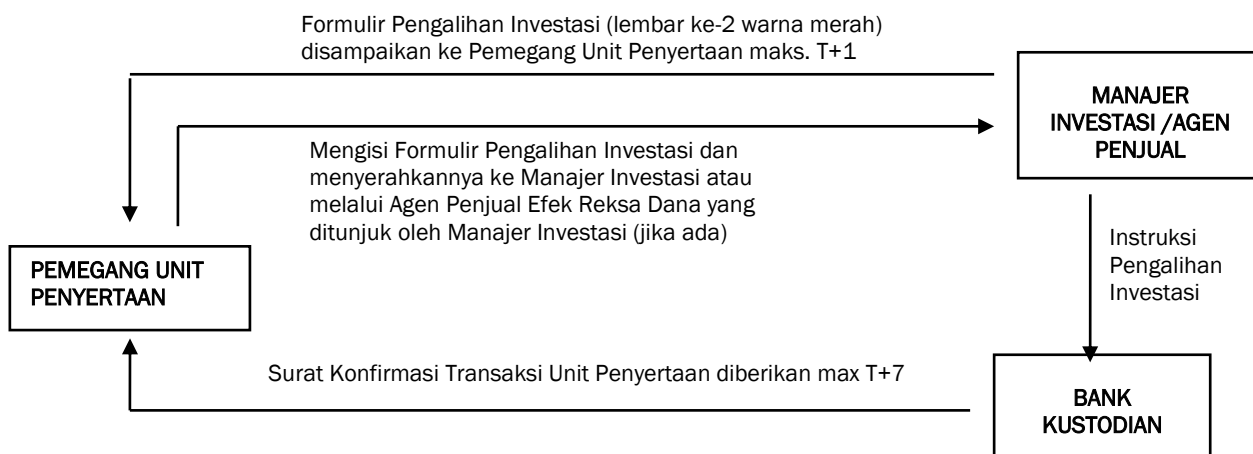 Formulir Pengalihan Investasi (lembar ke-2 warna merah)
disampaikan ke Pemegang Unit Penyertaan maks. T+1
MANAJER
INVESTASI /AGEN
PENJUAL
Mengisi Formulir Pengalihan Investasi dan
menyerahkannya ke Manajer Investasi atau
melalui Agen Penjual Efek Reksa Dana yang
ditunjuk oleh Manajer Investasi (jika ada)
PEMEGANG UNIT
PENYERTAAN
Instruksi
Pengalihan
Investasi
Surat Konfirmasi Transaksi Unit Penyertaan diberikan max T+7
BANK
KUSTODIAN